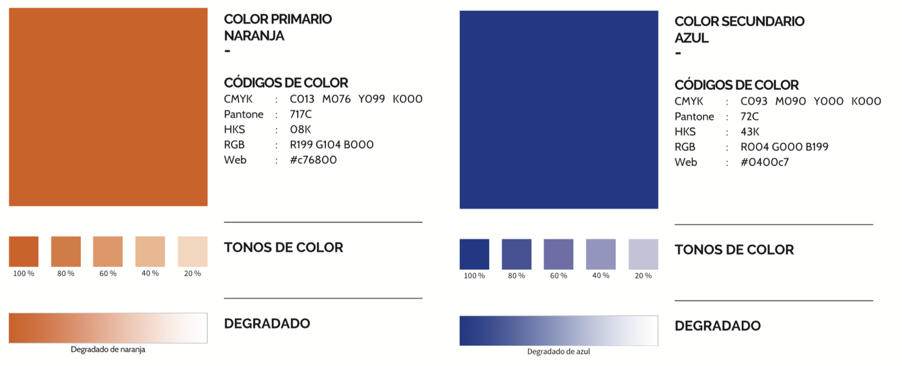 COLOR PRIMARIO
NARANJA
-
CÓDIGOS DE COLOR
CMYK : C013 M076 Y099 K000
Pantone : 717C
HKS : 08K
RGB : R199 G104 B000
Web : #c76800
TONOS DE COLOR
100 % 80 % 60 % 40 % 20 %
DEGRADADO
Degradado de naranja
COLOR SECUNDARIO
AZUL
-
CÓDIGOS DE COLOR
CMYK : C093 M090 Y000 K000
Pantone : 72C
HKS : 43K
RGB : R004 G000 B199
Web : #0400c7
TONOS DE COLOR
100 % 80 % 60 % 40 % 20 %
DEGRADADO
Degradado de azul